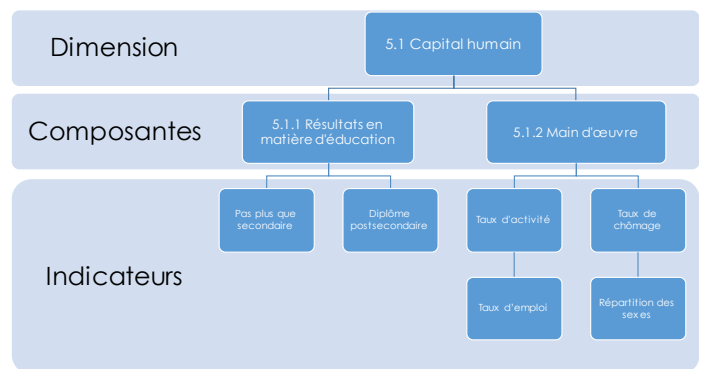 Dimension
5.1 Capital humain
Composantes
5.1.1 Résultats en
matière d'éducation
5.1.2 Main d'œuvre
Indicateurs
Pas plus que
secondaire
Diplôme
postsecondaire
Taux d'activité
Taux de
chômage
Taux d'emploi
Répartition des
sexes